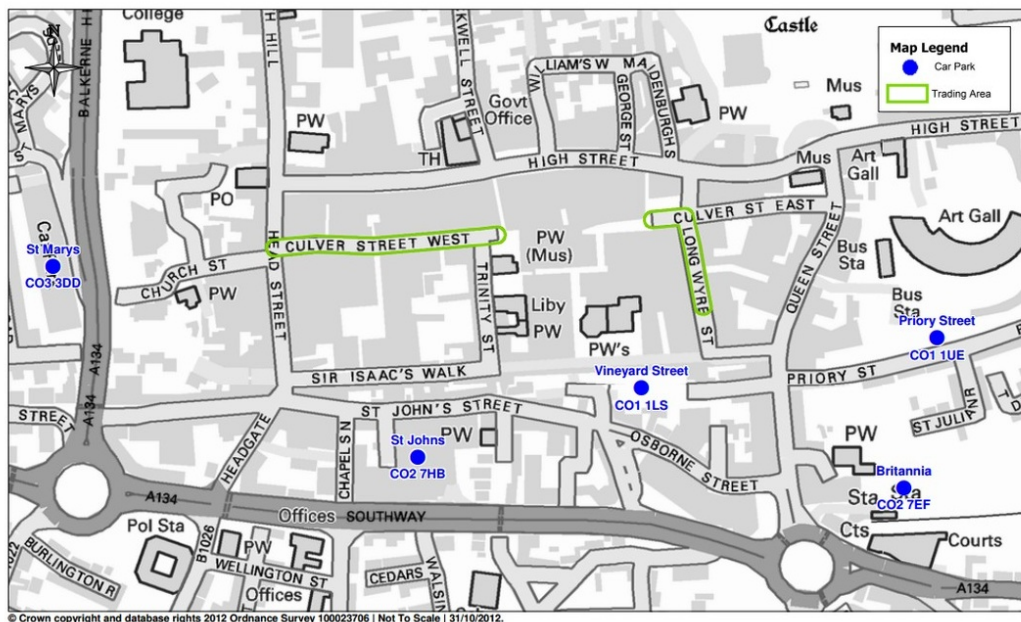 College
BALKERNE H
H HILL
KWELL STREET
Castle
Map Legend
Car Park
Trading Area
N
WILLIAM'S W
MAIDENBURGH S
GEORGE ST
Govt
Office
PW
TH
PW
Mus
HIGH STREET
HIGH STREET
ST MARYS
PO
Mus
Art
Gall
Art Gall
CULVER ST EAST
CULVER STREET WEST
HEAD STREET
CHURCH ST
PW
PW
(Mus)
TRINITY ST
Liby
PW
PW's
LONG WYRE ST
QUEEN STREET
Bus
Sta
Bus
Sta
St Marys
CO3 3DD
Priory Street
CO1 1UE
PRIORY ST
A134
SIR ISAAC'S WALK
Vineyard Street
CO1 1LS
ST JULIAN R
STREET
A134
HEADGATE
CHAPEL S N
ST JOHN'S STREET
PW
St Johns
CO2 7HB
OSBORNE STREET
PW
Britannia
CO2 7EF
Sta
Sta
A134
Offices
SOUTHWAY
Cts
Courts
A134
Pol Sta
B1026
PW
WELLINGTON ST
Offices
BURLINGTON R
CEDARS
WALSIN
© Crown copyright and database rights 2012 Ordnance Survey 100023706 | Not To Scale | 31/10/2012.